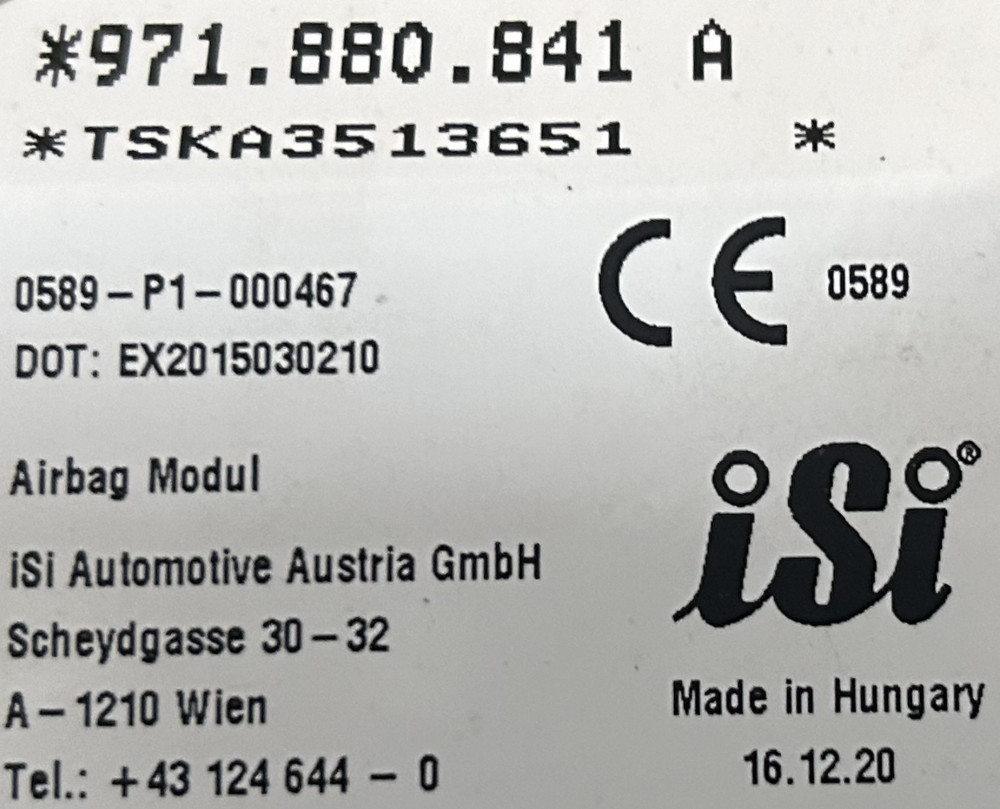 *971.880.841 A
*TSKA3513651 *
0589 – P1 – 000467
CE 0589
DOT: EX2015030210
Airbag Modul
iSi®
iSi Automotive Austria GmbH
Scheydgasse 30 – 32
A – 1210 Wien
Tel.: +43 124 644 – 0
Made in Hungary
16.12.20